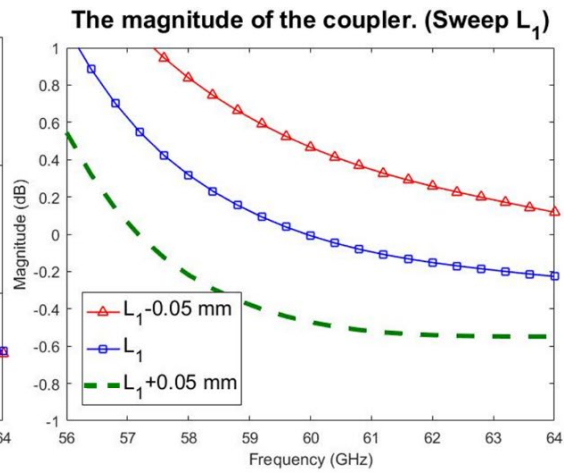 The magnitude of the coupler. (Sweep L1)
1
0.8
0.6
0.4
0.2
0
-0.2
-0.4
-0.6
-0.8
-1
Magnitude (dB)
L1-0.05 mm
L1
L1+0.05 mm
64
56 57 58 59 60 61 62 63 64
Frequency (GHz)